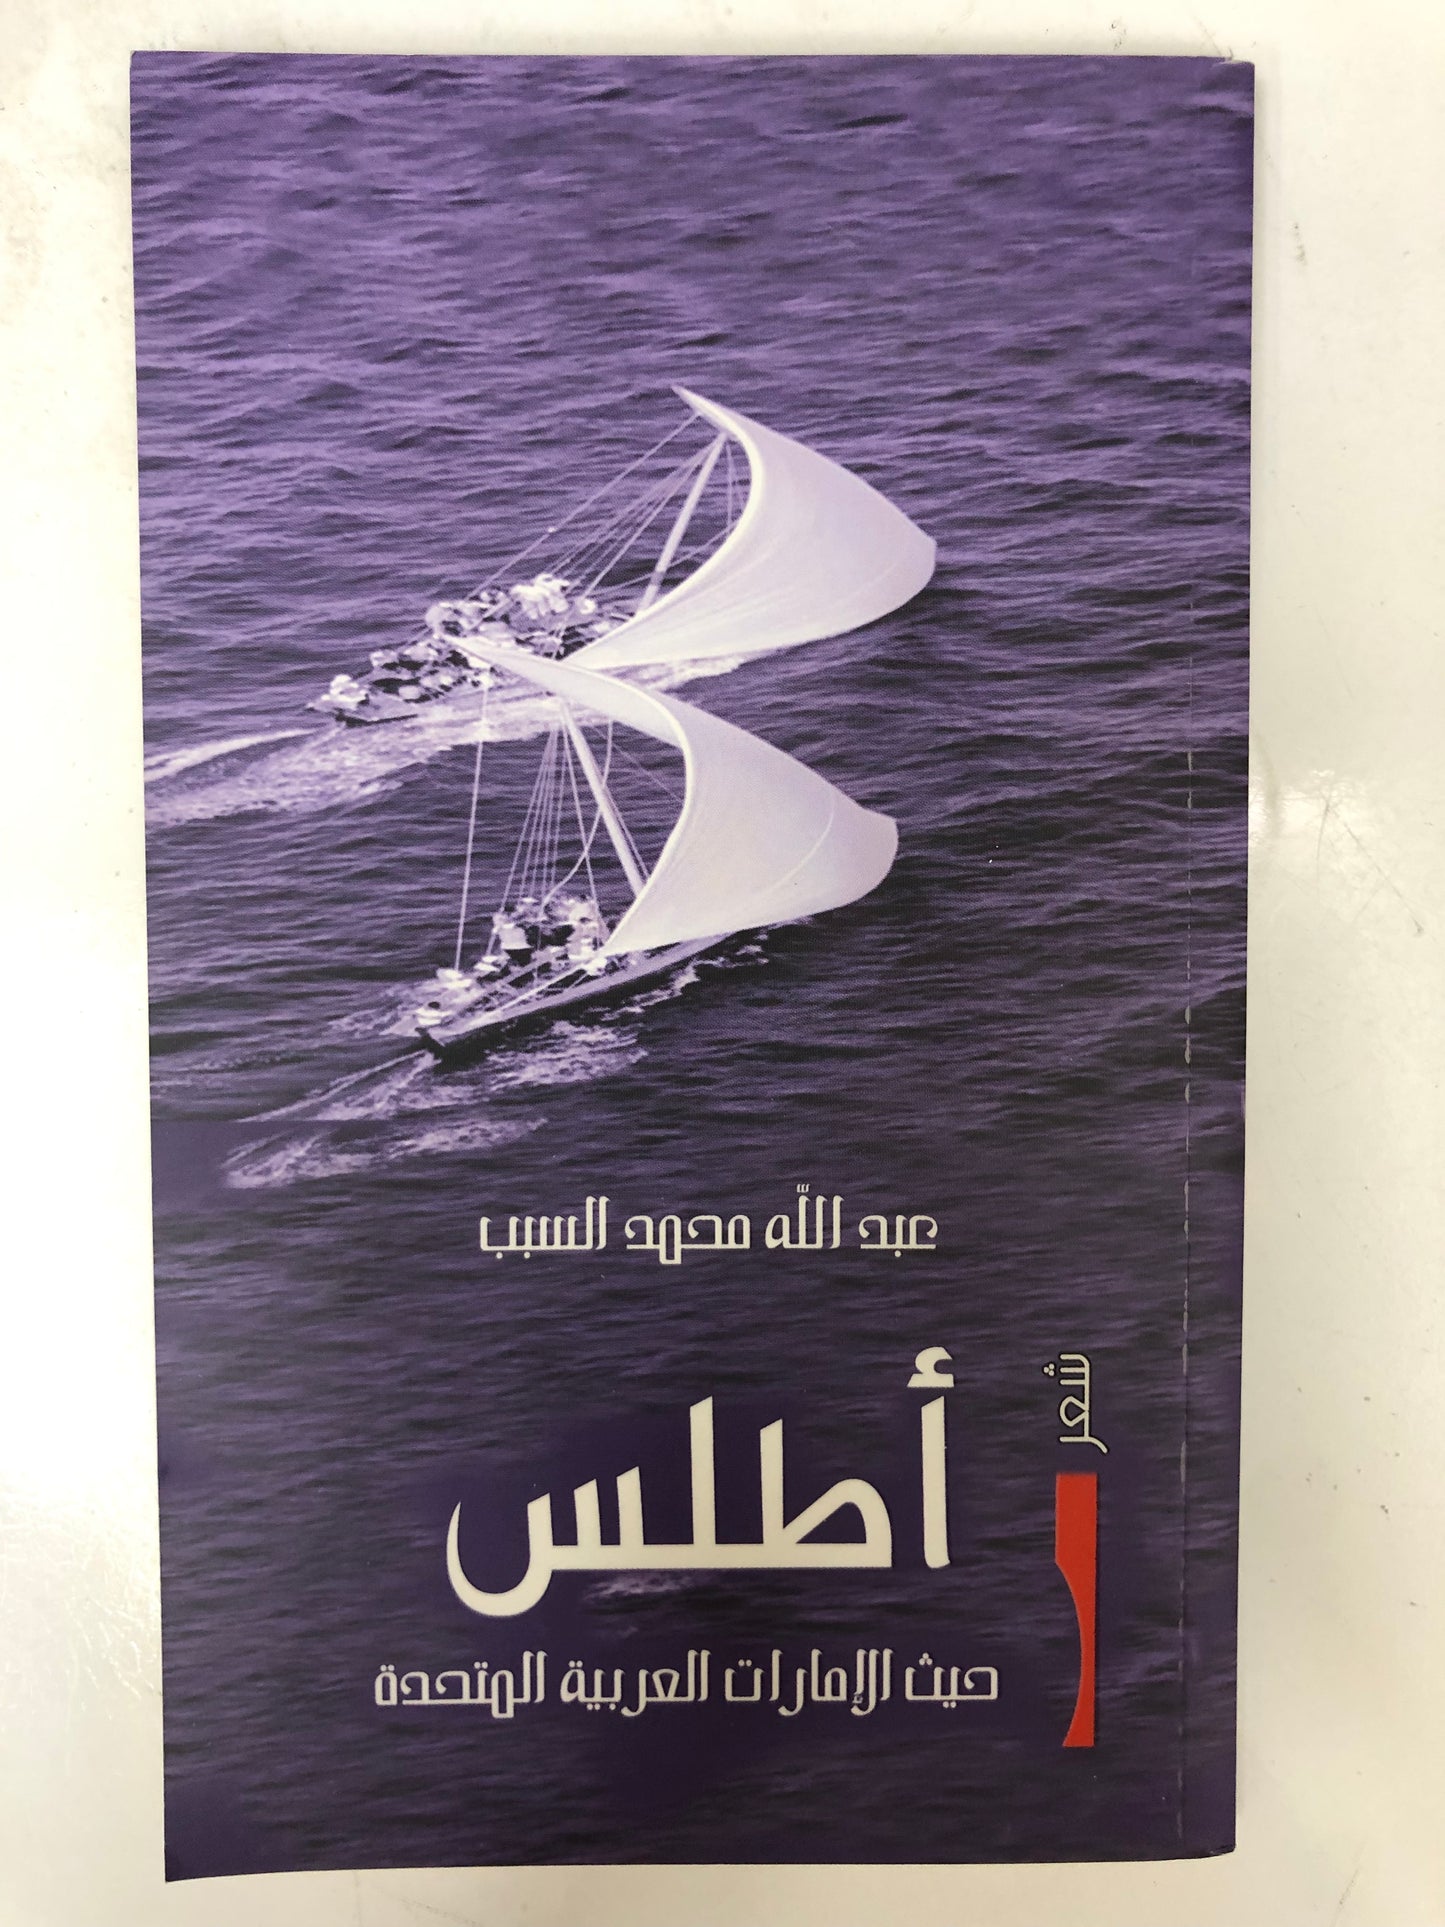 عبد الله محمد السبب
أطلس
حيث الإمارات العربية المتحدة
شعر